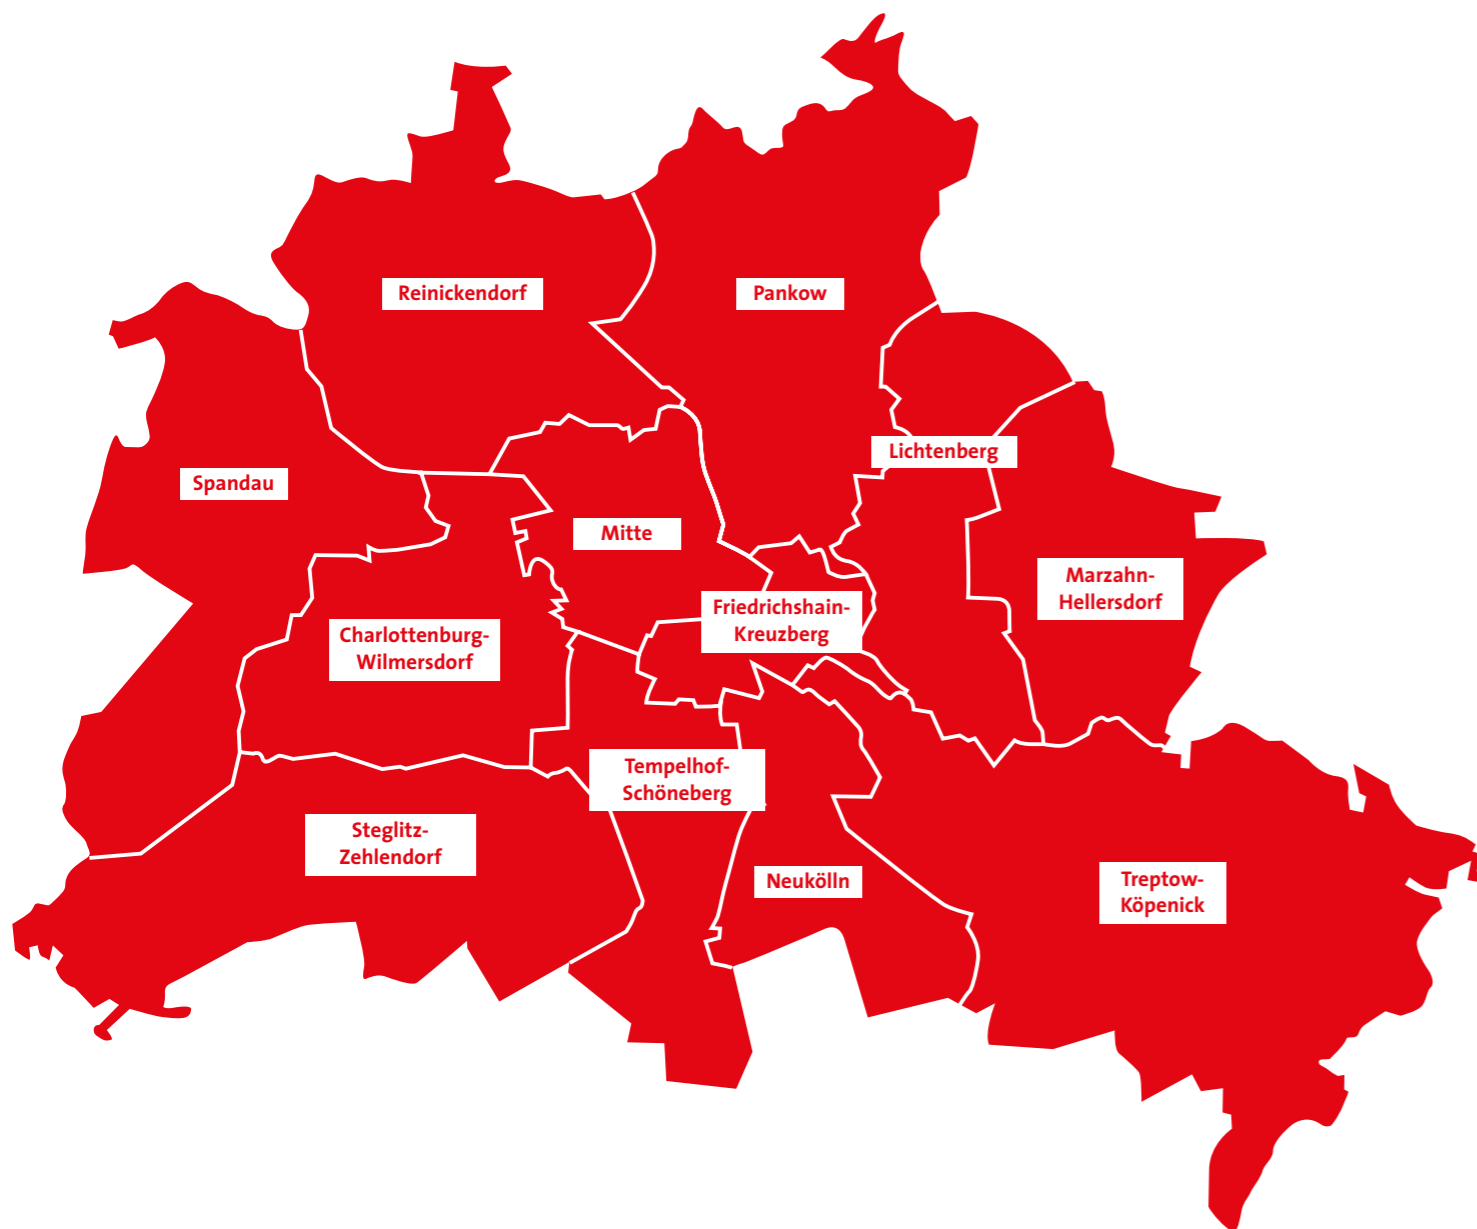 Reinickendorf
Pankow
Lichtenberg
Spandau
Mitte
Marzahn-
Hellersdorf
Friedrichshain-
Kreuzberg
Charlottenburg-
Wilmersdorf
Tempelhof-
Schöneberg
Steglitz-
Zehlendorf
Neukölln
Treptow-
Köpenick